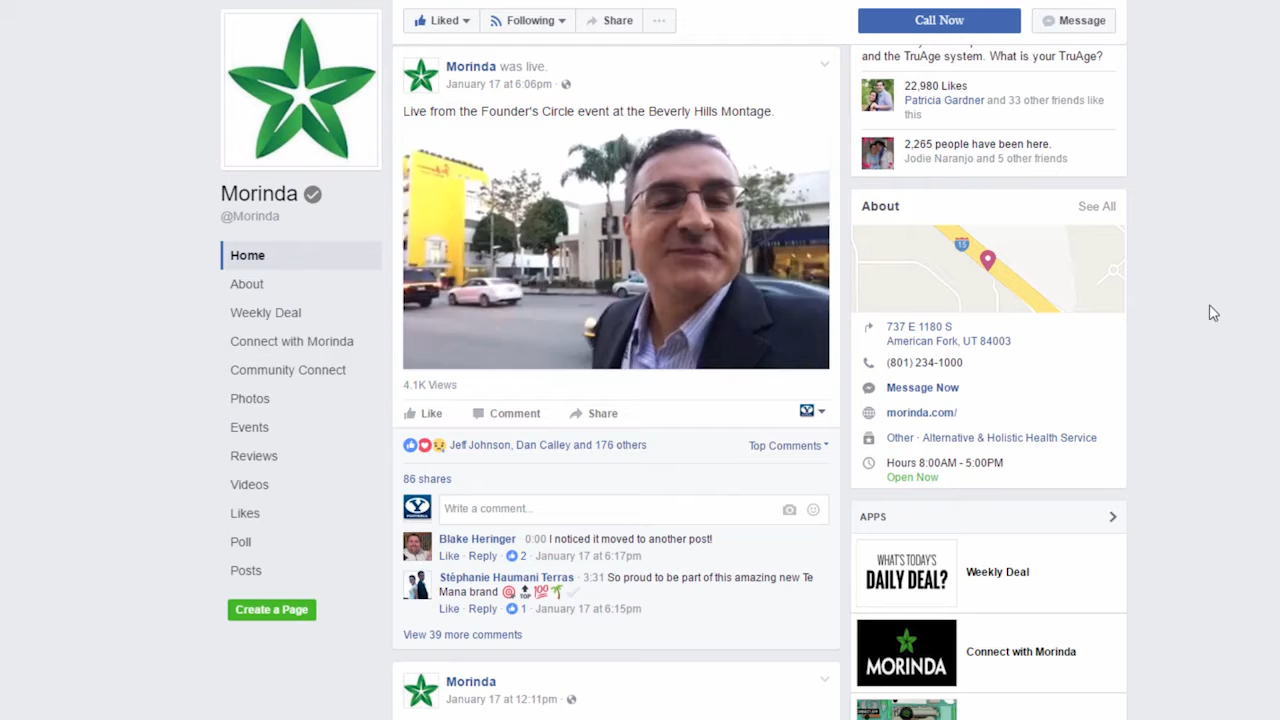 Liked
Following
Share
Call Now
Message
Morinda
@Morinda
Home
About
Weekly Deal
Connect with Morinda
Community Connect
Photos
Events
Reviews
Videos
Likes
Poll
Posts
Create a Page
Morinda was live.
January 17 at 6:06pm ·
Live from the Founder's Circle event at the Beverly Hills Montage.
4.1K Views
Like Comment Share
Jeff Johnson, Dan Calley and 176 others
Top Comments
86 shares
Write a comment...
Blake Heringer · 0:00 I noticed it moved to another post!
Like · Reply · 2 · January 17 at 6:17pm
Stéphanie Haumani Terras · 3:31 So proud to be part of this amazing new Te
Mana brand 🎯🔝💯🌴✔
Like · Reply · 1 · January 17 at 6:15pm
View 39 more comments
Morinda
January 17 at 12:11pm ·
and the TruAge system. What is your TruAge?
22,980 Likes
Patricia Gardner and 33 other friends like
this
2,265 people have been here.
Jodie Naranjo and 5 other friends
About
See All
15
737 E 1180 S
American Fork, UT 84003
(801) 234-1000
Message Now
morinda.com/
Other · Alternative & Holistic Health Service
Hours 8:00AM - 5:00PM
Open Now
APPS
WHAT'S TODAY'S
DAILY DEAL?
Weekly Deal
MORINDA
Connect with Morinda